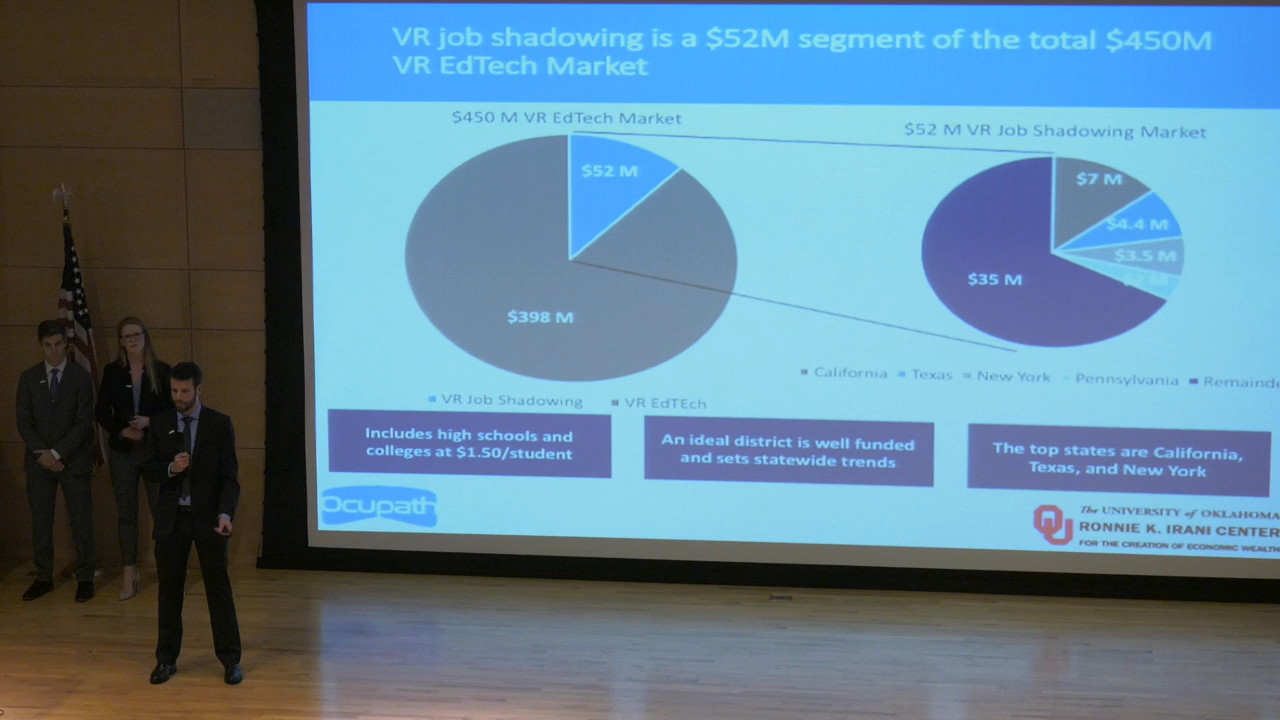 VR job shadowing is a $52M segment of the total $450M
VR EdTech Market
$450 M VR EdTech Market
$52 M
$398 M
VR Job Shadowing
VR EdTEch
$52 M VR Job Shadowing Market
$7 M
$4.4 M
$3.5 M
$35 M
California
Texas
New York
Pennsylvania
Remainde
Includes high schools and
colleges at $1.50/student
An ideal district is well funded
and sets statewide trends
The top states are California,
Texas, and New York
Ocupath
The UNIVERSITY of OKLAHOMA
RONNIE K. IRANI CENTER
FOR THE CREATION OF ECONOMIC WEALTH